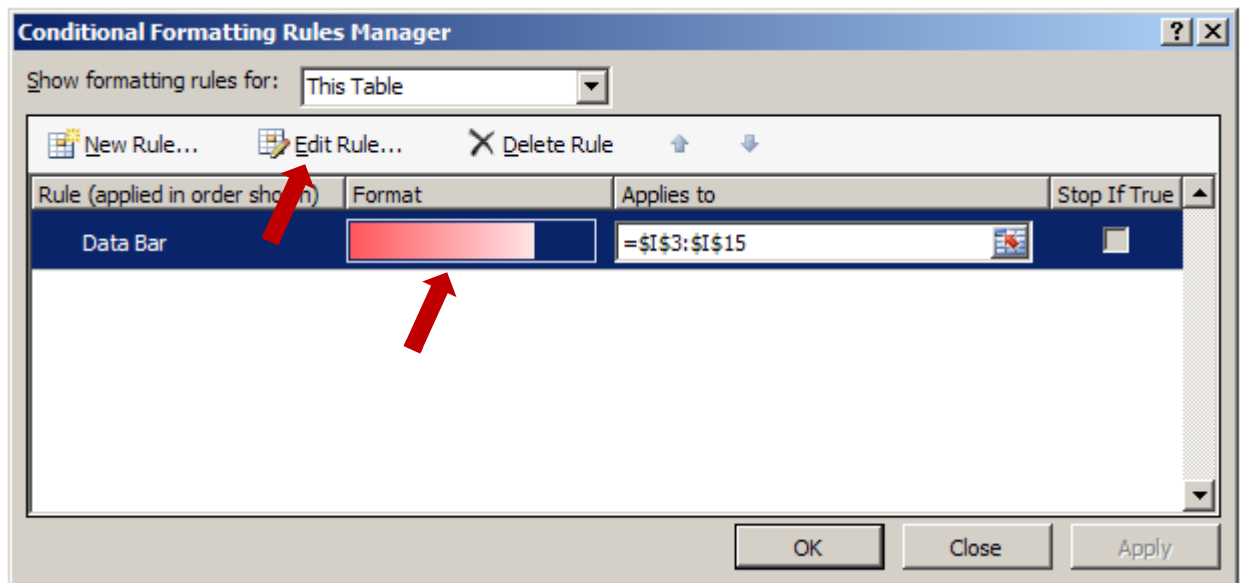 Conditional Formatting Rules Manager
Show formatting rules for: This Table
New Rule... Edit Rule... Delete Rule
Rule (applied in order shown) Format Applies to Stop If True
Data Bar =$I$3:$I$15
OK Close Apply